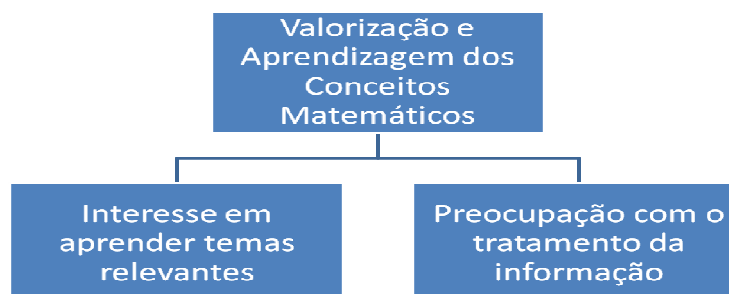 Valorização e
Aprendizagem dos
Conceitos
Matemáticos
Interesse em
aprender temas
relevantes
Preocupação com o
tratamento da
informação